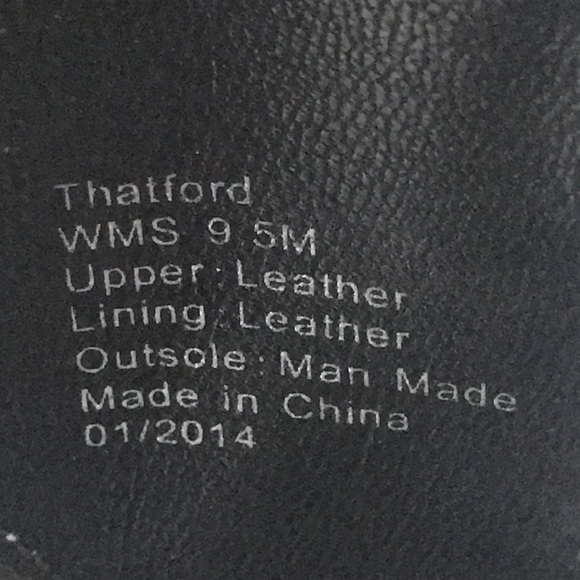 Thatford
WMS 9.5M
Upper: Leather
Lining: Leather
Outsole: Man Made
Made in China
01/2014